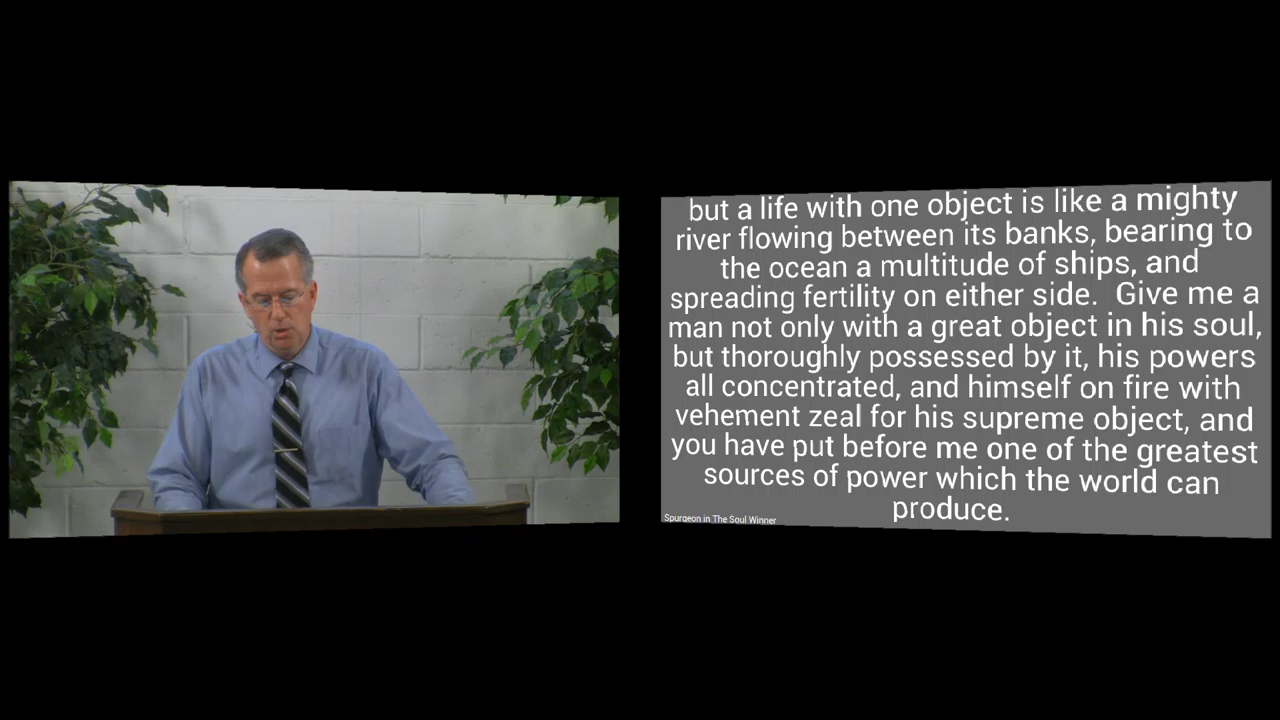 but a life with one object is like a mighty
river flowing between its banks, bearing to
the ocean a multitude of ships, and
spreading fertility on either side.  Give me a
man not only with a great object in his soul,
but thoroughly possessed by it, his powers
all concentrated, and himself on fire with
vehement zeal for his supreme object, and
you have put before me one of the greatest
sources of power which the world can
produce.
Spurgeon in The Soul Winner